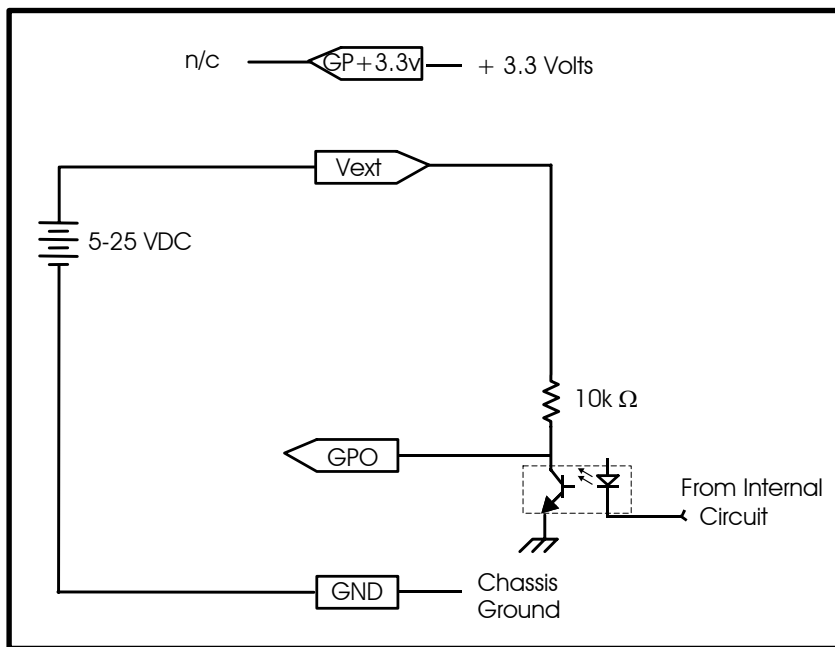 n/c GP+3.3v + 3.3 Volts
Vext
5-25 VDC
10k Ω
GPO
From Internal
Circuit
GND Chassis
Ground